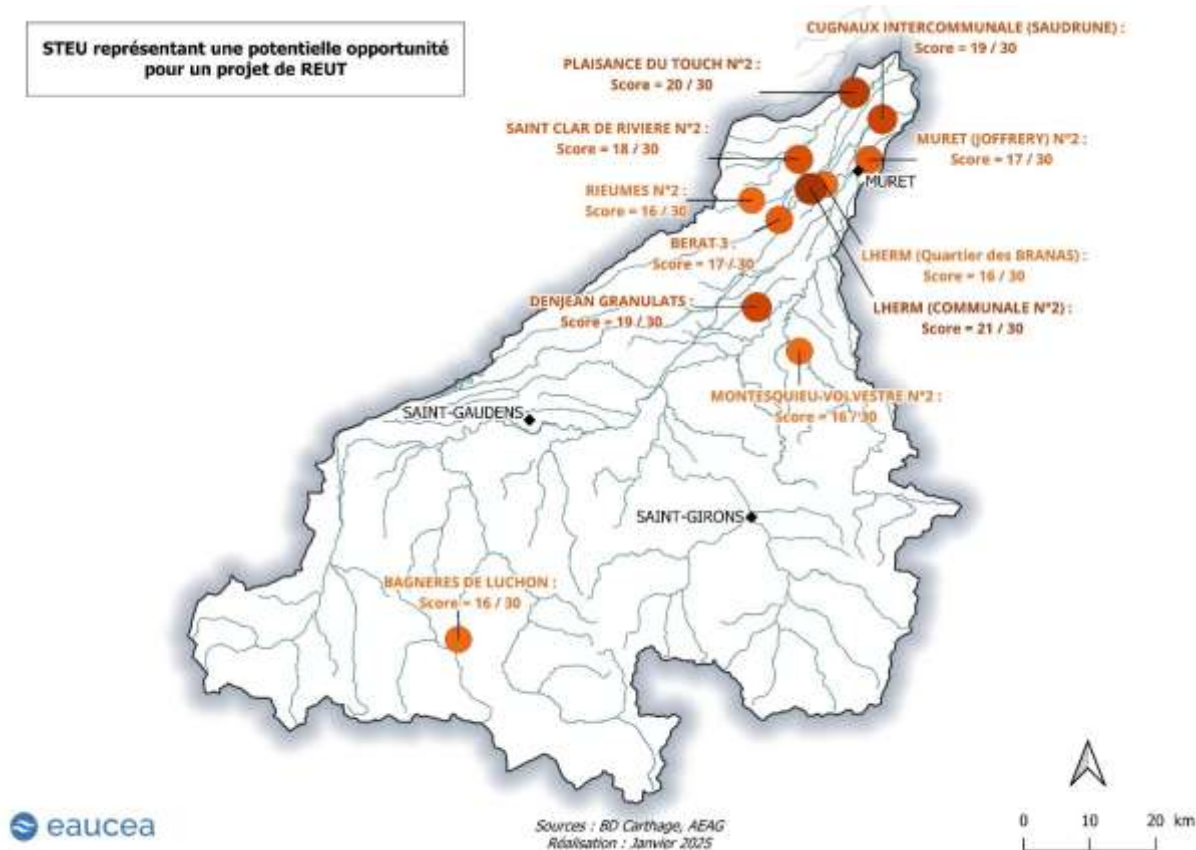 STEU représentant une potentielle opportunité
pour un projet de REUT
CUGNAUX INTERCOMMUNALE (SAUDRUNE) :
Score = 19 / 30
PLAISANCE DU TOUCH N°2 :
Score = 20 / 30
SAINT CLAR DE RIVIERE N°2 :
Score = 18 / 30
MURET (JOFFRERY) N°2 :
Score = 17 / 30
MURET
RIEUMES N°2 :
Score = 16 / 30
BERAT 3 :
Score = 17 / 30
LHERM (Quartier des BRANAS) :
Score = 16 / 30
DENJEAN GRANULATS :
Score = 19 / 30
LHERM (COMMUNALE N°2) :
Score = 21 / 30
MONTESQUIEU-VOLVESTRE N°2 :
Score = 16 / 30
SAINT-GAUDENS
SAINT-GIRONS
BAGNERES DE LUCHON :
Score = 16 / 30
eaucea
Sources : BD Carthage, AEAG
Réalisation : Janvier 2025
0 10 20 km